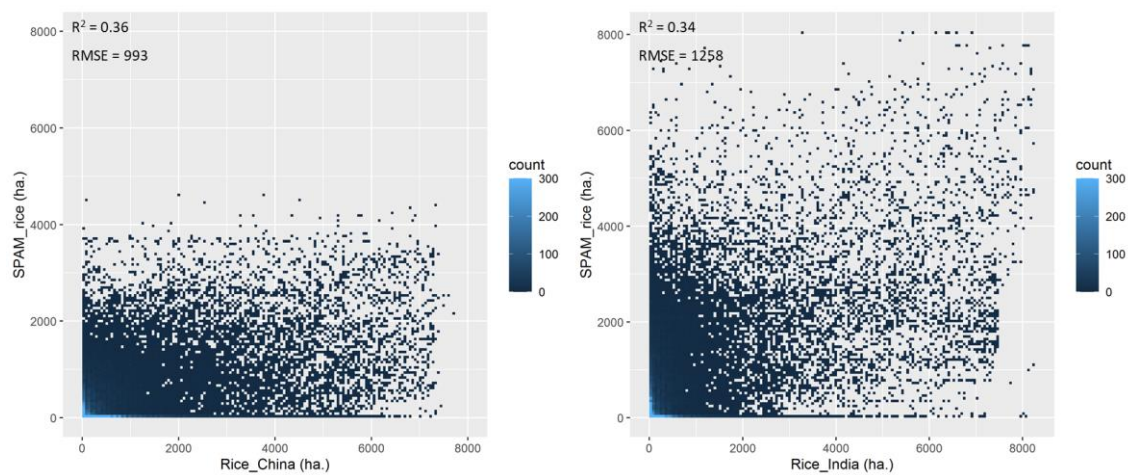 R² = 0.36
RMSE = 993
8000
6000
4000
2000
0
SPAM_rice (ha.)
0 2000 4000 6000 8000
Rice_China (ha.)
count
300
200
100
0
R² = 0.34
RMSE = 1258
8000
6000
4000
2000
0
SPAM_rice (ha.)
0 2000 4000 6000 8000
Rice_India (ha.)
count
300
200
100
0